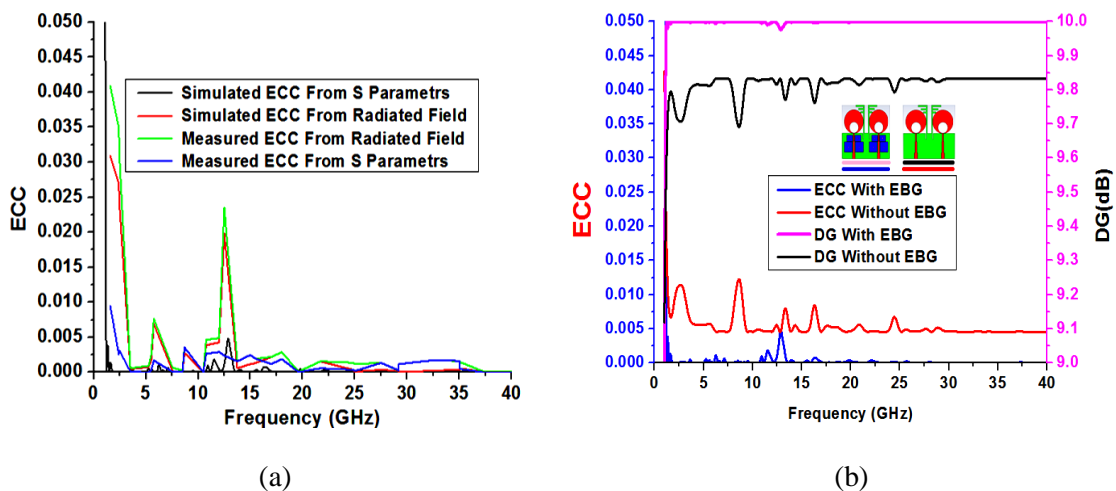 0.050
0.045
0.040
0.035
0.030
0.025
0.020
0.015
0.010
0.005
0.000
ECC
Simulated ECC From S Parametrs
Simulated ECC From Radiated Field
Measured ECC From Radiated Field
Measured ECC From S Parametrs
0 5 10 15 20 25 30 35 40
Frequency (GHz)
(a)
0.050
0.045
0.040
0.035
0.030
0.025
0.020
0.015
0.010
0.005
0.000
ECC
ECC With EBG
ECC Without EBG
DG With EBG
DG Without EBG
10.0
9.9
9.8
9.7
9.6
9.5
9.4
9.3
9.2
9.1
9.0
DG(dB)
0 5 10 15 20 25 30 35 40
Frequency (GHz)
(b)